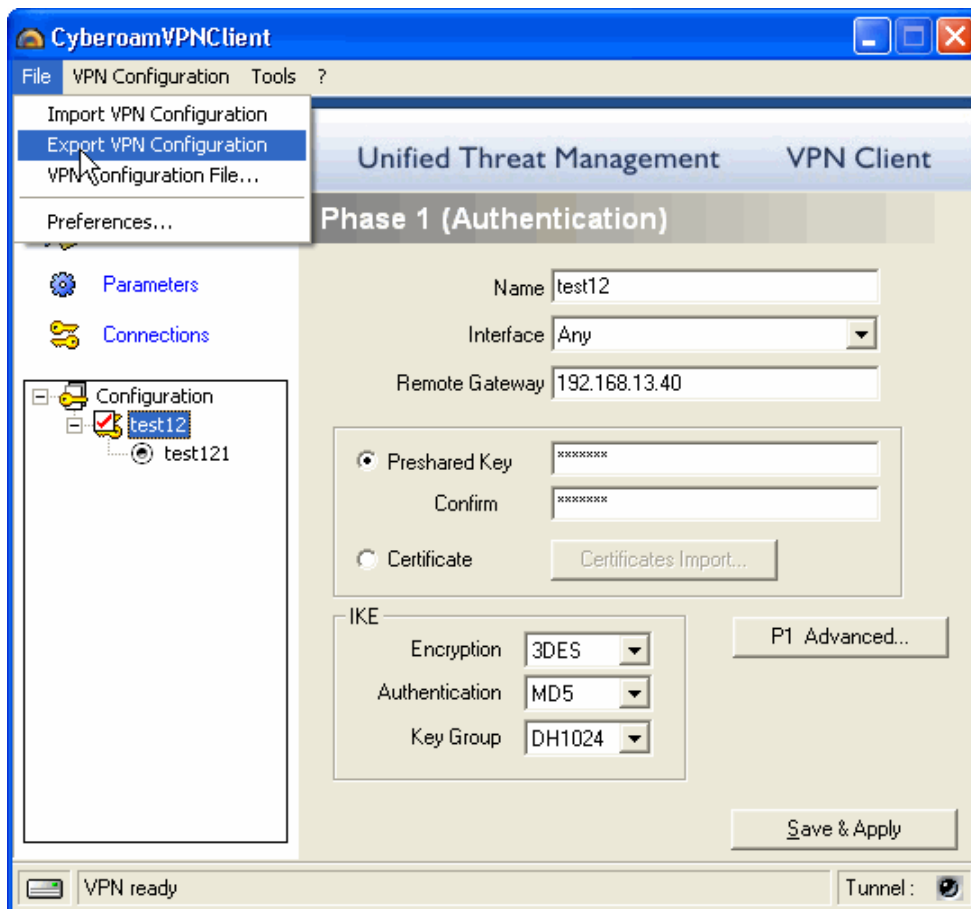 CyberoamVPNClient
File VPN Configuration Tools ?
Import VPN Configuration
Export VPN Configuration
VPN Configuration File...
Preferences...
Unified Threat Management VPN Client
Phase 1 (Authentication)
Parameters
Connections
Configuration
test12
test121
Name test12
Interface Any
Remote Gateway 192.168.13.40
Preshared Key *******
Confirm *******
Certificate Certificates Import...
IKE
Encryption 3DES
Authentication MD5
Key Group DH1024
P1 Advanced...
Save & Apply
VPN ready
Tunnel :